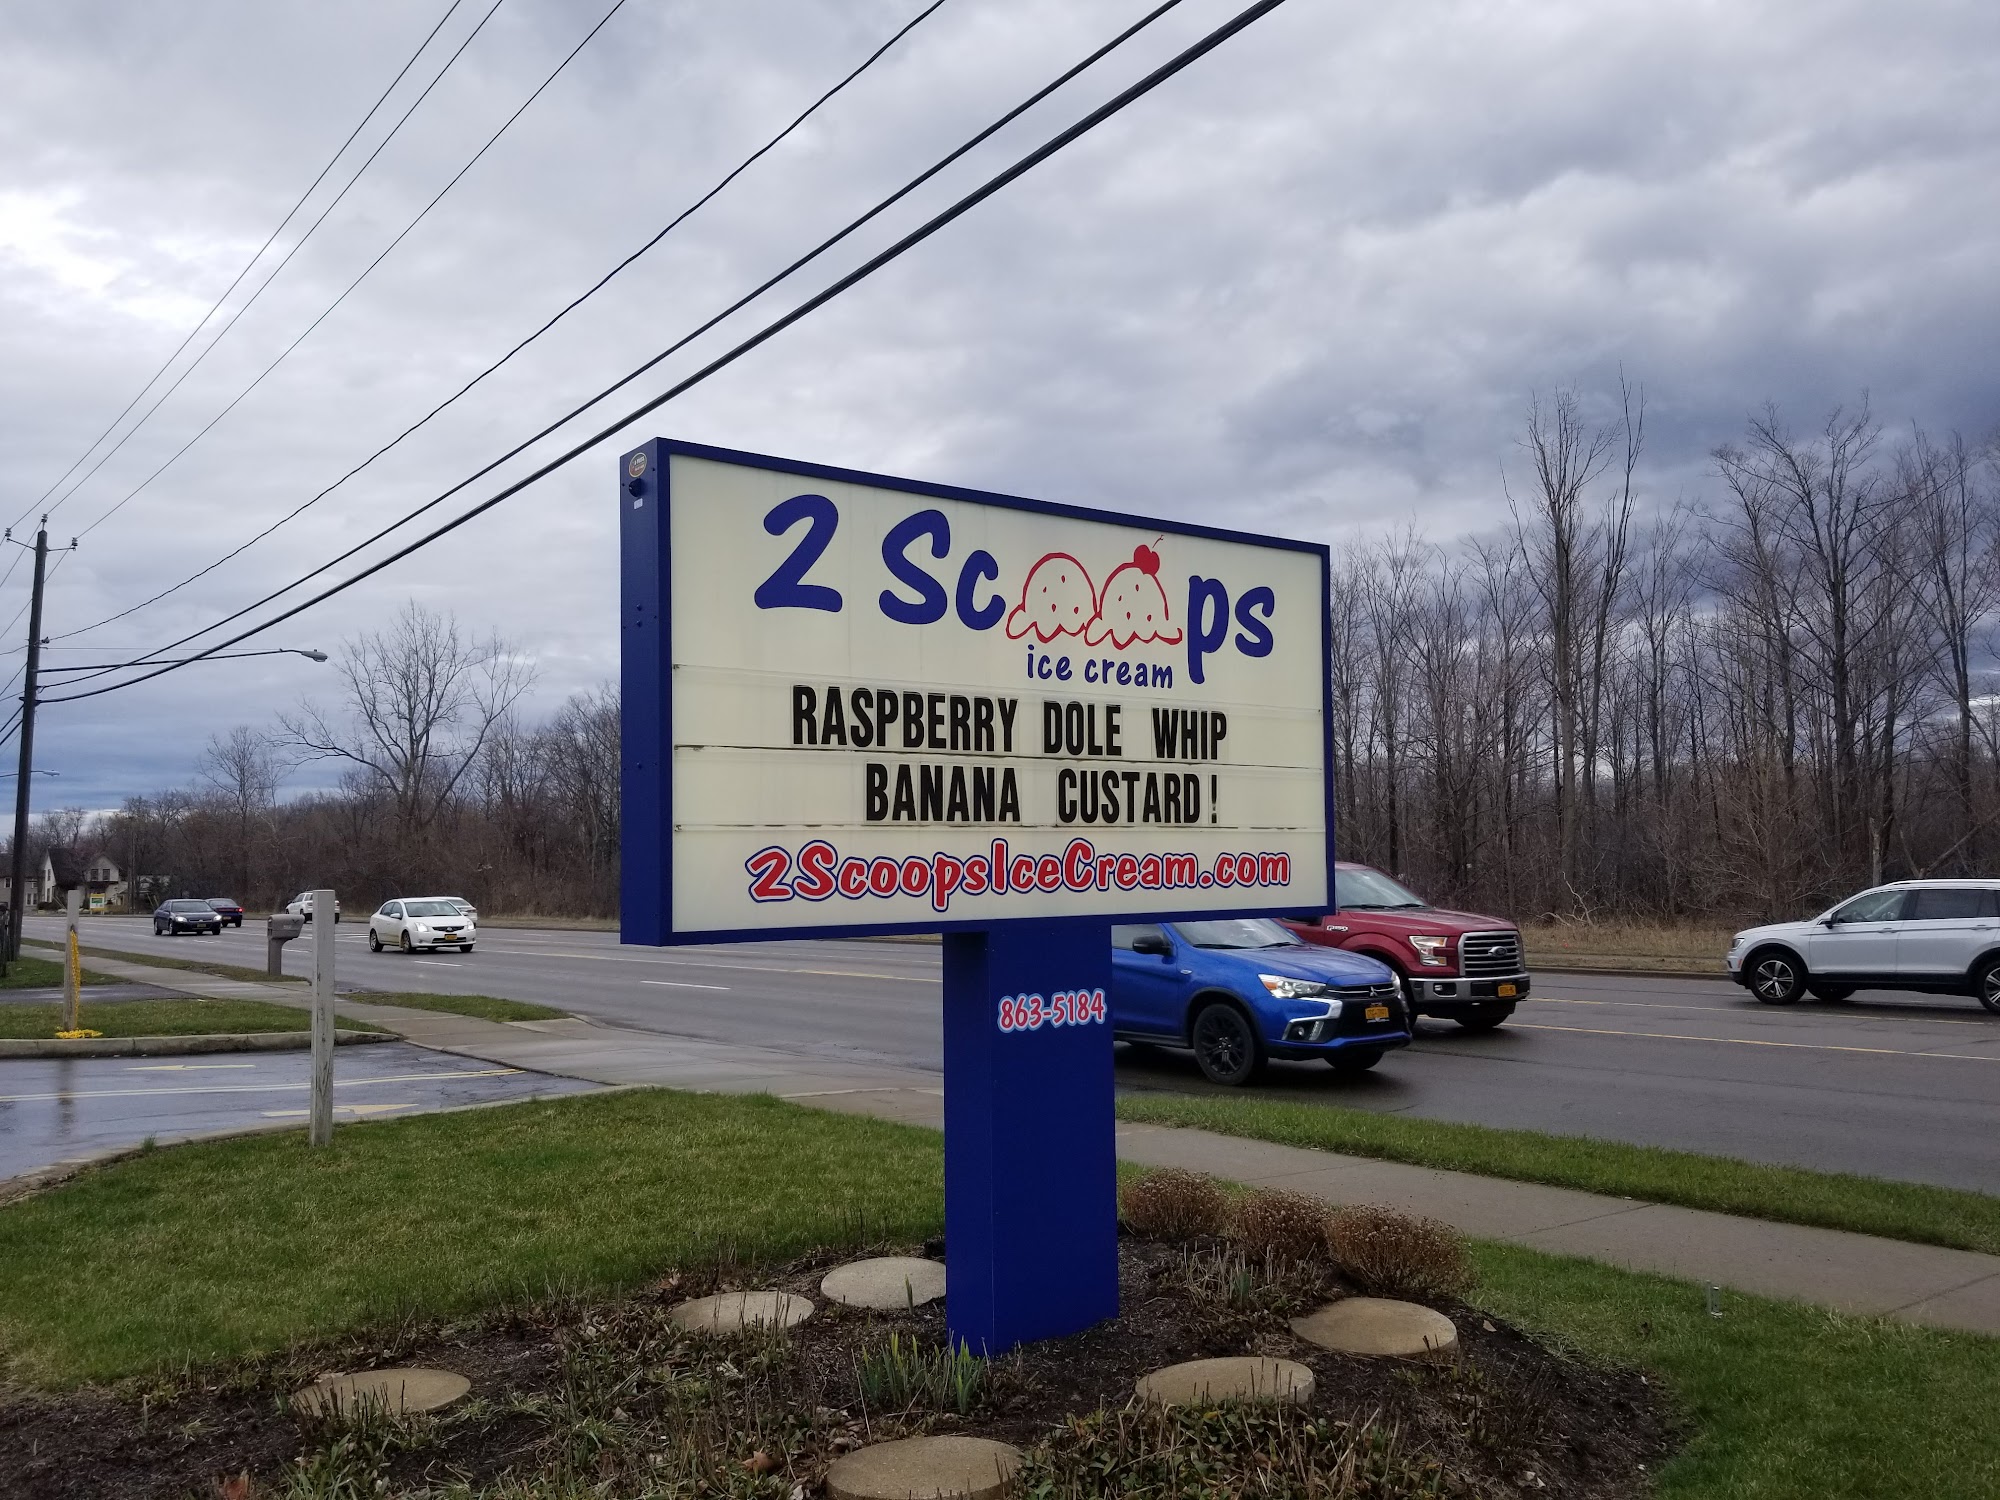 2 Scoops
ice cream
RASPBERRY DOLE WHIP
BANANA CUSTARD!
2ScoopsIceCream.com
863-5184